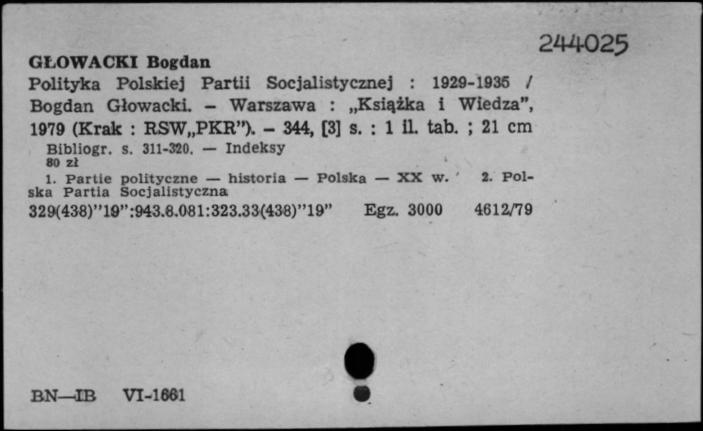 244025
GŁOWACKI Bogdan
Polityka Polskiej Partii Socjalistycznej : 1929-1935 /
Bogdan Głowacki. – Warszawa : „Książka i Wiedza”,
1979 (Krak : RSW„PKR”). – 344, [3] s. : 1 il. tab. ; 21 cm
Bibliogr. s. 311-320. — Indeksy
80 zł
1. Partie polityczne — historia — Polska — XX w. 2. Pol-
ska Partia Socjalistyczna
329(438)”19”:943.8.081:323.33(438)”19” Egz. 3000 4612/79
BN—IB VI-1661